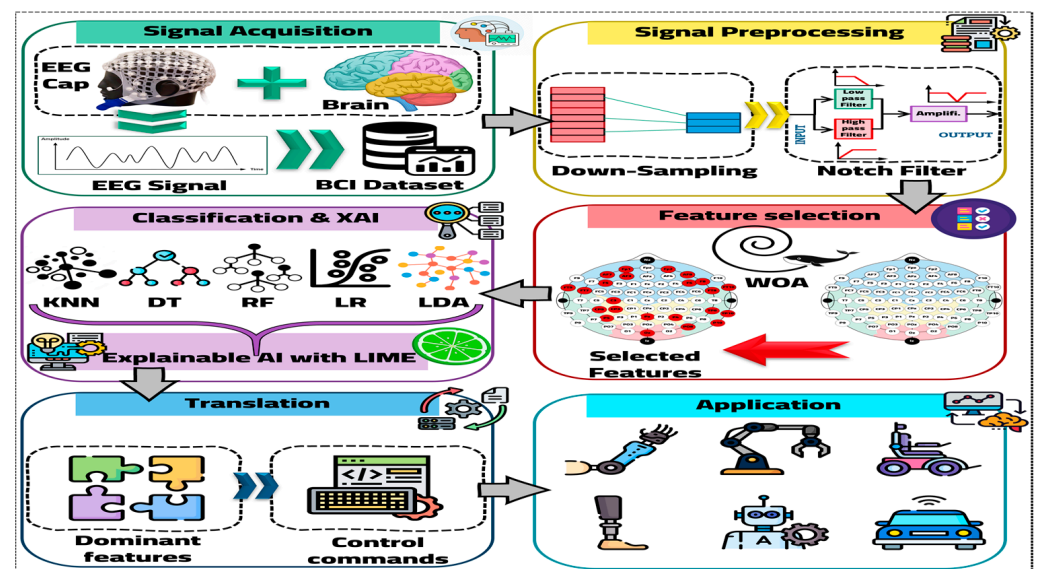 Signal Acquisition
EEG
Cap
Brain
Amplitude
Time
EEG Signal
BCI Dataset
Signal Preprocessing
Down-Sampling
INPUT
Low
pass
Filter
High
pass
Filter
Amplifi.
OUTPUT
Notch Filter
Feature selection
WOA
Selected
Features
Classification & XAI
KNN
DT
RF
LR
LDA
Explainable AI with LIME
Translation
</>
Dominant
features
Control
commands
Application
A